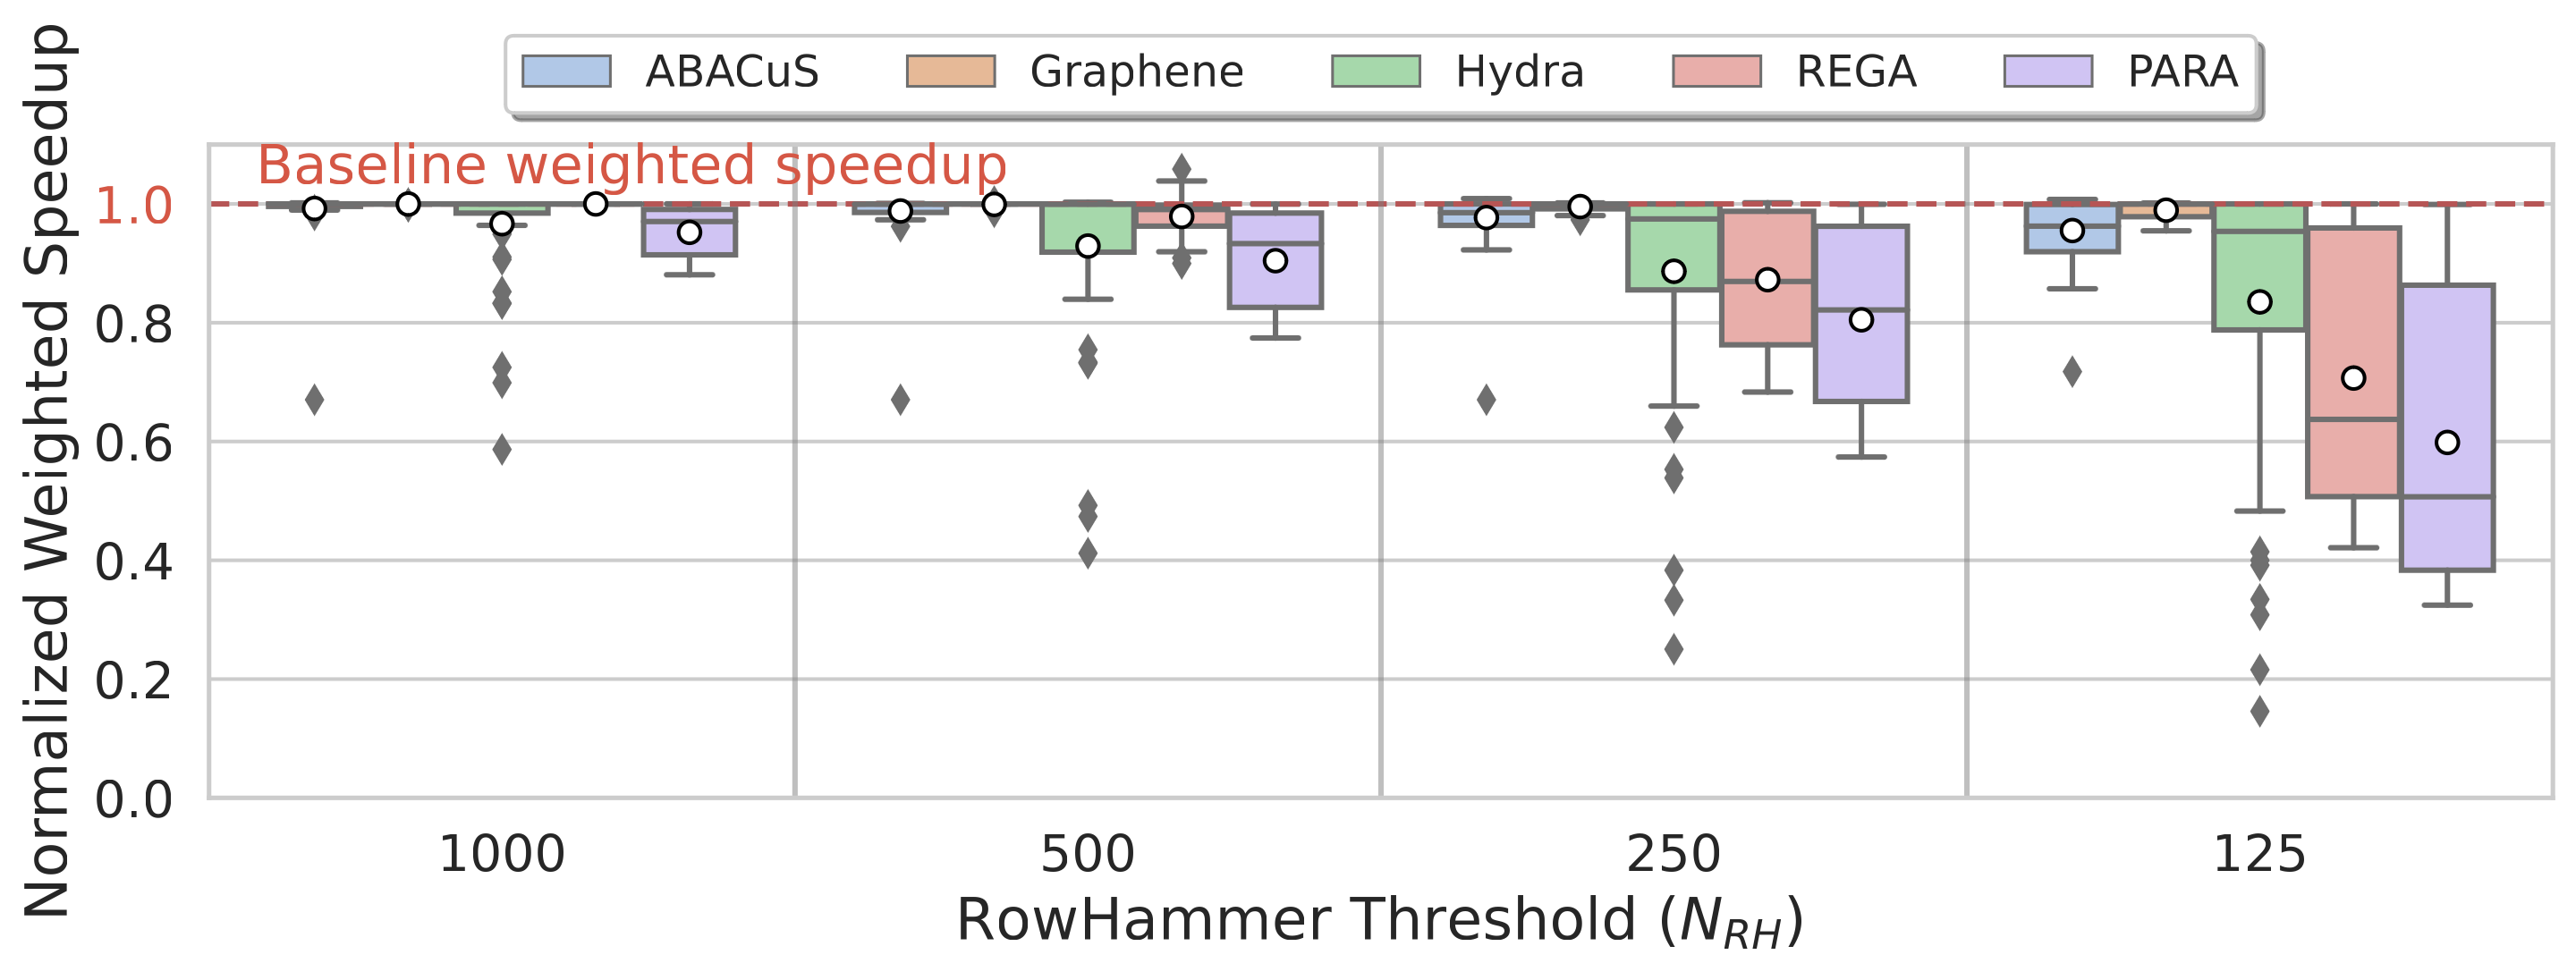 ABACuS Graphene Hydra REGA PARA
Baseline weighted speedup
Normalized Weighted Speedup
1.0
0.8
0.6
0.4
0.2
0.0
1000 500 250 125
RowHammer Threshold (N_RH)